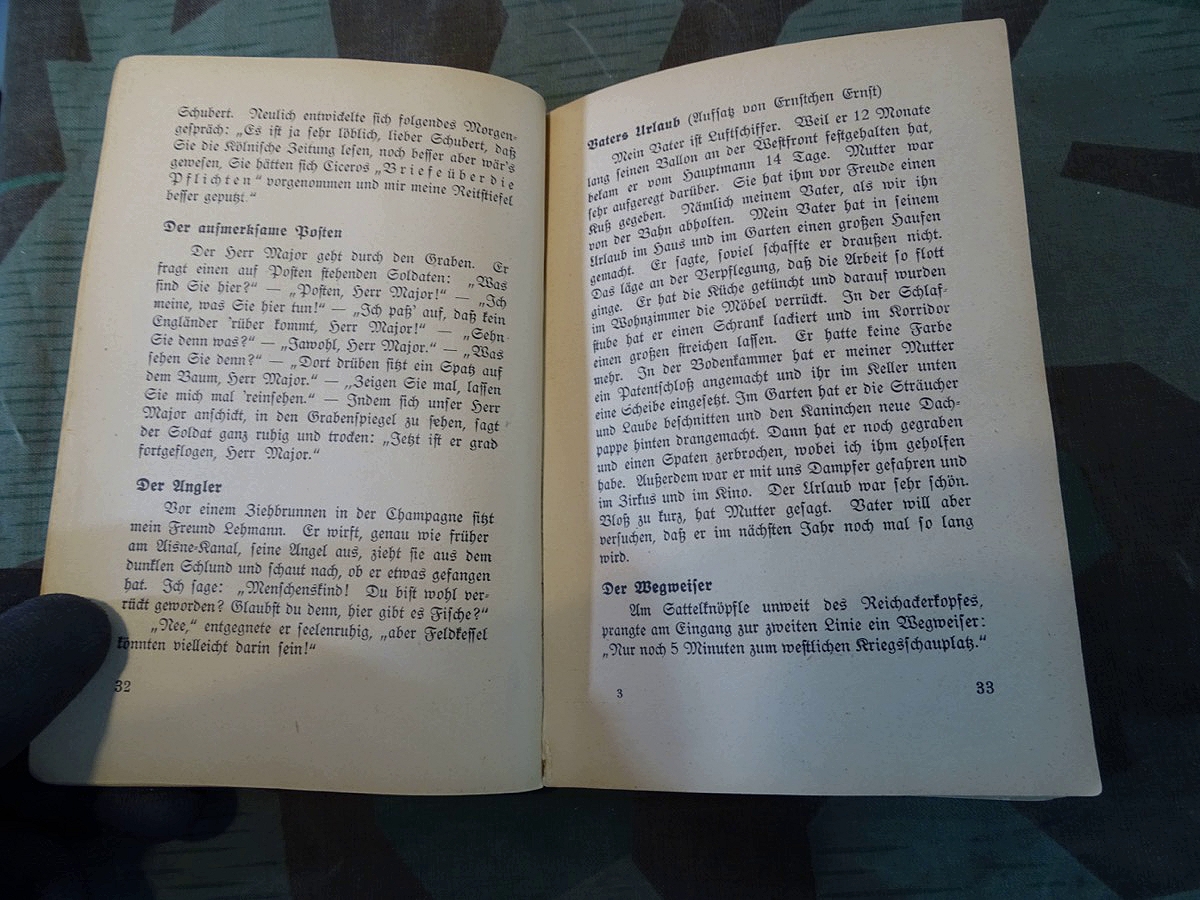 Schubert. Neulich entwickelte sich folgendes Morgen-
gespräch: „Es ist ja sehr löblich, lieber Schubert, daß
Sie die Kölnische Zeitung lesen, noch besser aber wär's
gewesen, Sie hätten sich Ciceros „Briefe über die
Pflichten“ vorgenommen und mir meine Reitstiefel
besser geputzt.“
Der aufmerksame Posten
Der Herr Major geht durch den Graben. Er
fragt einen auf Posten stehenden Soldaten: „Was
sind Sie hier?“ — „Posten, Herr Major!“ — „Ich
meine, was Sie hier tun!“ — „Ich paß' auf, daß kein
Engländer 'rüber kommt, Herr Major!“ — „Sehn
Sie denn was?“ — „Jawohl, Herr Major.“ — „Was
sehen Sie denn?“ — „Dort drüben sitzt ein Spatz auf
dem Baum, Herr Major.“ — „Zeigen Sie mal, lassen
Sie mich mal 'reinsehen.“ — Indem sich unser Herr
Major anschickt, in den Grabenspiegel zu sehen, sagt
der Soldat ganz ruhig und trocken: „Jetzt ist er grad
fortgeflogen, Herr Major.“
Der Angler
Vor einem Ziehbrunnen in der Champagne sitzt
mein Freund Lehmann. Er wirft, genau wie früher
am Aisne-Kanal, seine Angel aus, zieht sie aus dem
dunklen Schlund und schaut nach, ob er etwas gefangen
hat. Ich sage: „Menschenskind! Du bist wohl ver-
rückt geworden? Glaubst du denn, hier gibt es Fische?“
„Nee,“ entgegnete er seelenruhig, „aber Feldkessel
könnten vielleicht darin sein!“
32
Vaters Urlaub (Aufsatz von Ernstchen Ernst)
Mein Vater ist Luftschiffer. Weil er 12 Monate
lang seinen Ballon an der Westfront festgehalten hat,
bekam er vom Hauptmann 14 Tage. Mutter war
sehr aufgeregt darüber. Sie hat ihm vor Freude einen
Kuß gegeben. Nämlich meinem Vater, als wir ihn
von der Bahn abholten. Mein Vater hat in seinem
Urlaub im Haus und im Garten einen großen Haufen
gemacht. Er sagte, soviel schaffte er draußen nicht.
Das läge an der Verpflegung, daß die Arbeit so flott
ginge. Er hat die Küche getüncht und darauf wurden
im Wohnzimmer die Möbel verrückt. In der Schlaf-
stube hat er einen Schrank lackiert und im Korridor
einen großen streichen lassen. Er hatte keine Farbe
mehr. In der Bodenkammer hat er meiner Mutter
ein Patentschloß angemacht und ihr im Keller unten
eine Scheibe eingesetzt. Im Garten hat er die Sträucher
und Laube beschnitten und den Kaninchen neue Dach-
pappe hinten drangemacht. Dann hat er noch gegraben
und einen Spaten zerbrochen, wobei ich ihm geholfen
habe. Außerdem war er mit uns Dampfer gefahren und
im Zirkus und im Kino. Der Urlaub war sehr schön.
Bloß zu kurz, hat Mutter gesagt. Vater will aber
versuchen, daß er im nächsten Jahr noch mal so lang
wird.
Der Wegweiser
Am Sattelknöpfle unweit des Reichackerkopfes,
prangte am Eingang zur zweiten Linie ein Wegweiser:
„Nur noch 5 Minuten zum westlichen Kriegsschauplatz.“
3
33